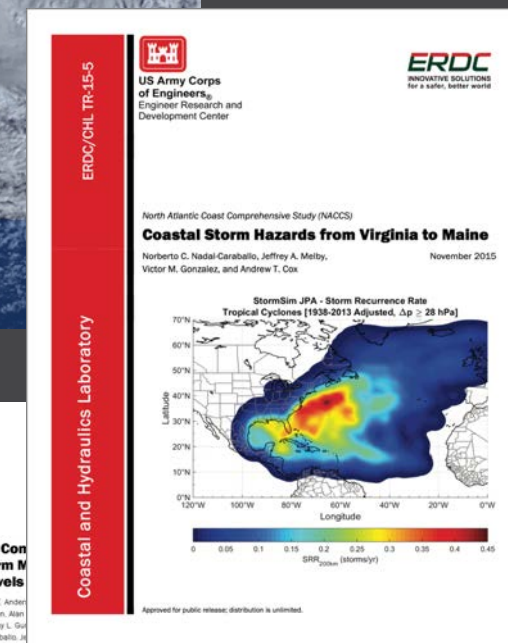 ERDC/CHL TR-15-5
Coastal and Hydraulics Laboratory
US Army Corps
of Engineers®
Engineer Research and
Development Center
ERDC
INNOVATIVE SOLUTIONS
for a safer, better world
North Atlantic Coast Comprehensive Study (NACCS)
Coastal Storm Hazards from Virginia to Maine
Norberto C. Nadal-Caraballo, Jeffrey A. Melby,
Victor M. Gonzalez, and Andrew T. Cox
November 2015
StormSim JPA - Storm Recurrence Rate
Tropical Cyclones [1938-2013 Adjusted, Δp ≥ 28 hPa]
70°N
60°N
50°N
40°N
30°N
20°N
10°N
0°N
Latitude
120°W 100°W 80°W 60°W 40°W 20°W 0°W
Longitude
0 0.05 0.1 0.15 0.2 0.25 0.3 0.35 0.4 0.45
SRR200km (storms/yr)
Approved for public release; distribution is unlimited.
Con
rm M
vels